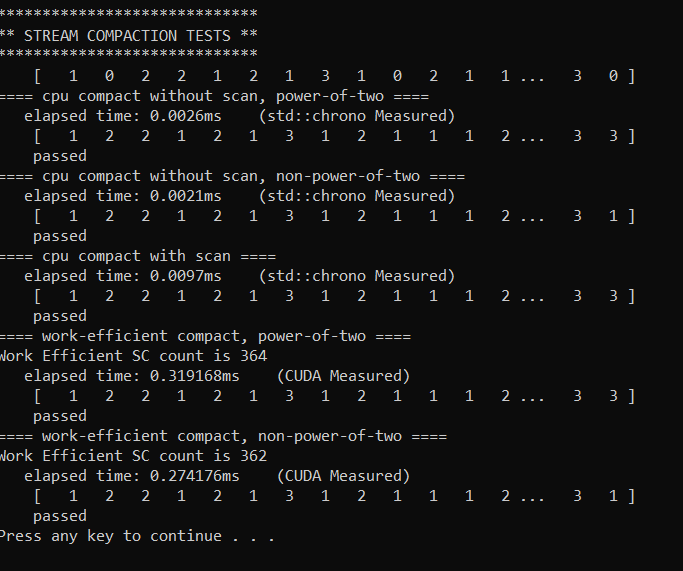 *****************************
** STREAM COMPACTION TESTS **
*****************************
    [   1   0   2   2   1   2   1   3   1   0   2   1   1 ...   3   0 ]
==== cpu compact without scan, power-of-two ====
   elapsed time: 0.0026ms    (std::chrono Measured)
    [   1   2   2   1   2   1   3   1   2   1   1   1   2 ...   3   3 ]
    passed
==== cpu compact without scan, non-power-of-two ====
   elapsed time: 0.0021ms    (std::chrono Measured)
    [   1   2   2   1   2   1   3   1   2   1   1   1   2 ...   3   1 ]
    passed
==== cpu compact with scan ====
   elapsed time: 0.0097ms    (std::chrono Measured)
    [   1   2   2   1   2   1   3   1   2   1   1   1   2 ...   3   3 ]
    passed
==== work-efficient compact, power-of-two ====
Work Efficient SC count is 364
   elapsed time: 0.319168ms    (CUDA Measured)
    [   1   2   2   1   2   1   3   1   2   1   1   1   2 ...   3   3 ]
    passed
==== work-efficient compact, non-power-of-two ====
Work Efficient SC count is 362
   elapsed time: 0.274176ms    (CUDA Measured)
    [   1   2   2   1   2   1   3   1   2   1   1   1   2 ...   3   1 ]
    passed
Press any key to continue . . .